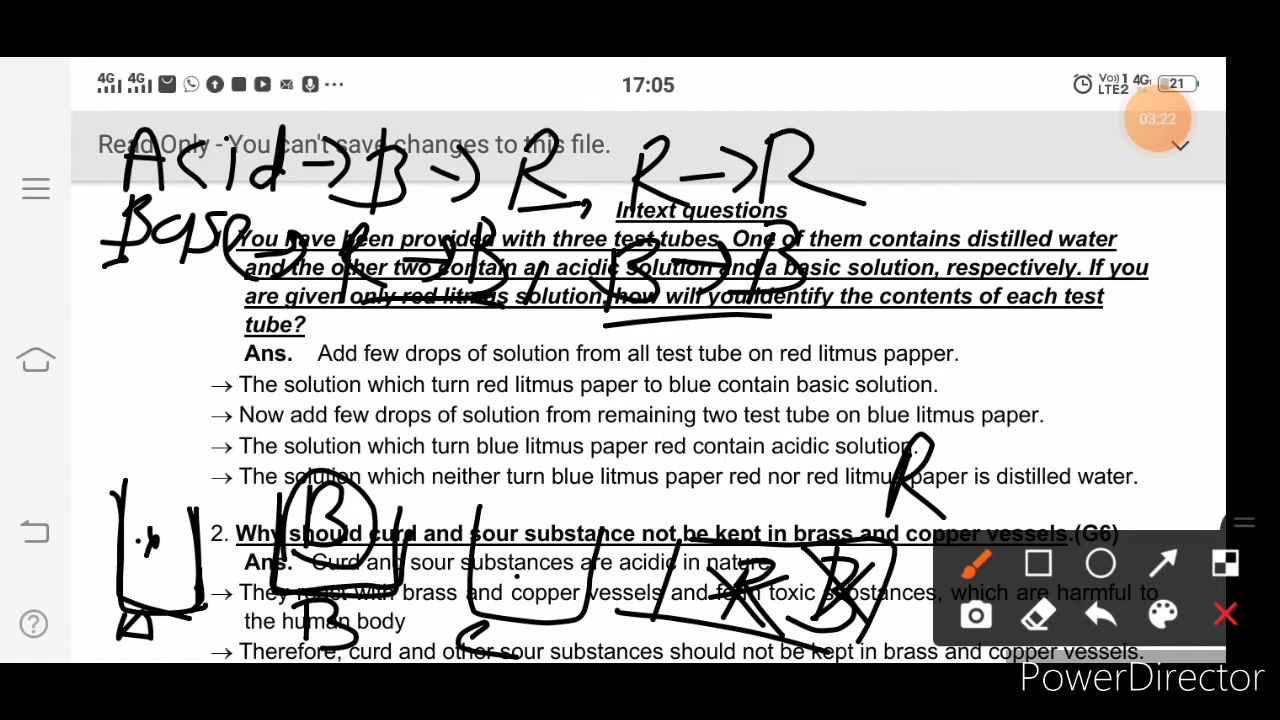 4G 4G 17:05 Vo)) 1 4G LTE2 21
03:22
Read Only - You can't save changes to this file.
Acid → B → R, R → R
Base → R → B, B → B
Intext questions
You have been provided with three test tubes. One of them contains distilled water
and the other two contain an acidic solution and a basic solution, respectively. If you
are given only red litmus solution, how will you identify the contents of each test
tube?
Ans. Add few drops of solution from all test tube on red litmus papper.
→ The solution which turn red litmus paper to blue contain basic solution.
→ Now add few drops of solution from remaining two test tube on blue litmus paper.
→ The solution which turn blue litmus paper red contain acidic solution.
→ The solution which neither turn blue litmus paper red nor red litmus paper is distilled water.
R
B
2. Why should curd and sour substance not be kept in brass and copper vessels.(G6)
Ans. Curd and sour substances are acidic in nature
→ They react with brass and copper vessels and form toxic substances, which are harmful to
the human body
R B
A B C
→ Therefore, curd and other sour substances should not be kept in brass and copper vessels.
PowerDirector